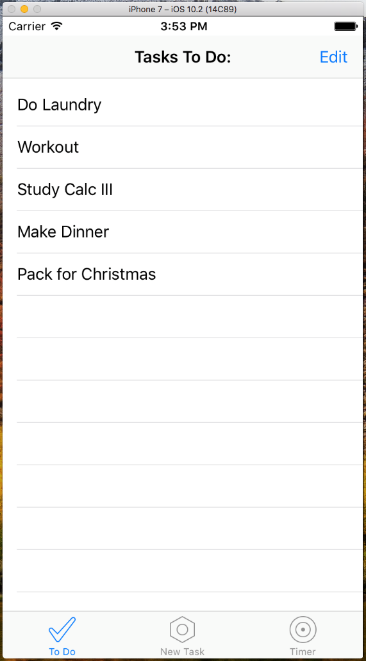 iPhone 7 – iOS 10.2 (14C89)
Carrier 3:53 PM
Tasks To Do: Edit
Do Laundry
Workout
Study Calc III
Make Dinner
Pack for Christmas
To Do New Task Timer